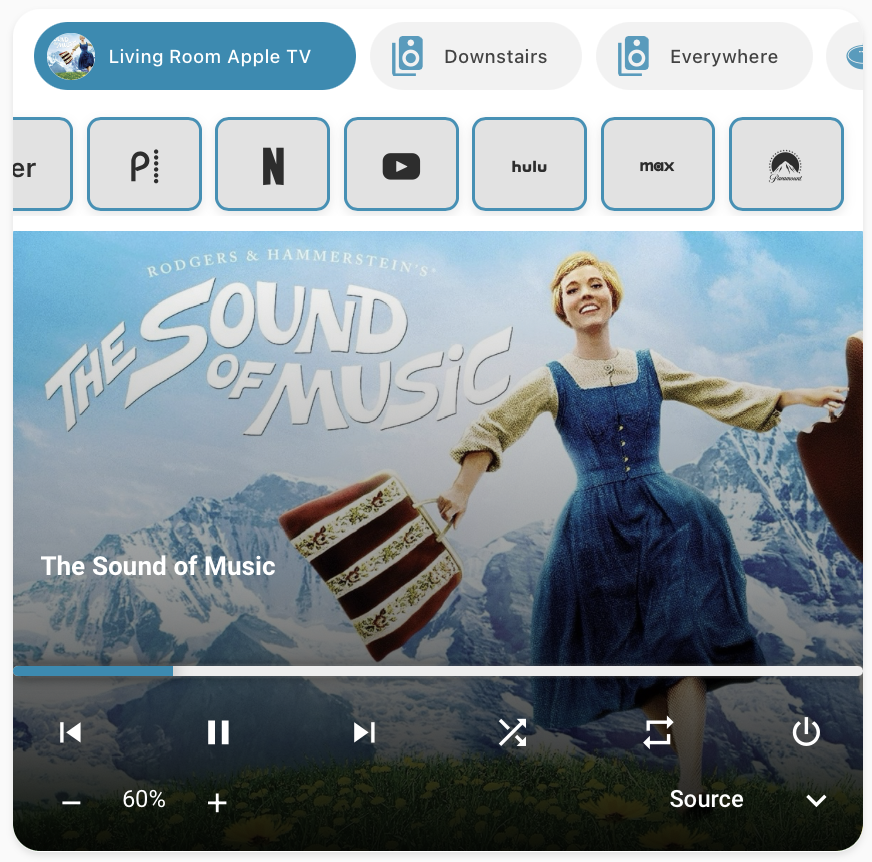 Living Room Apple TV
Downstairs
Everywhere
er
P
N
hulu
max
Paramount
RODGERS & HAMMERSTEIN'S
THE SOUND
OF MUSIC
The Sound of Music
60%
Source